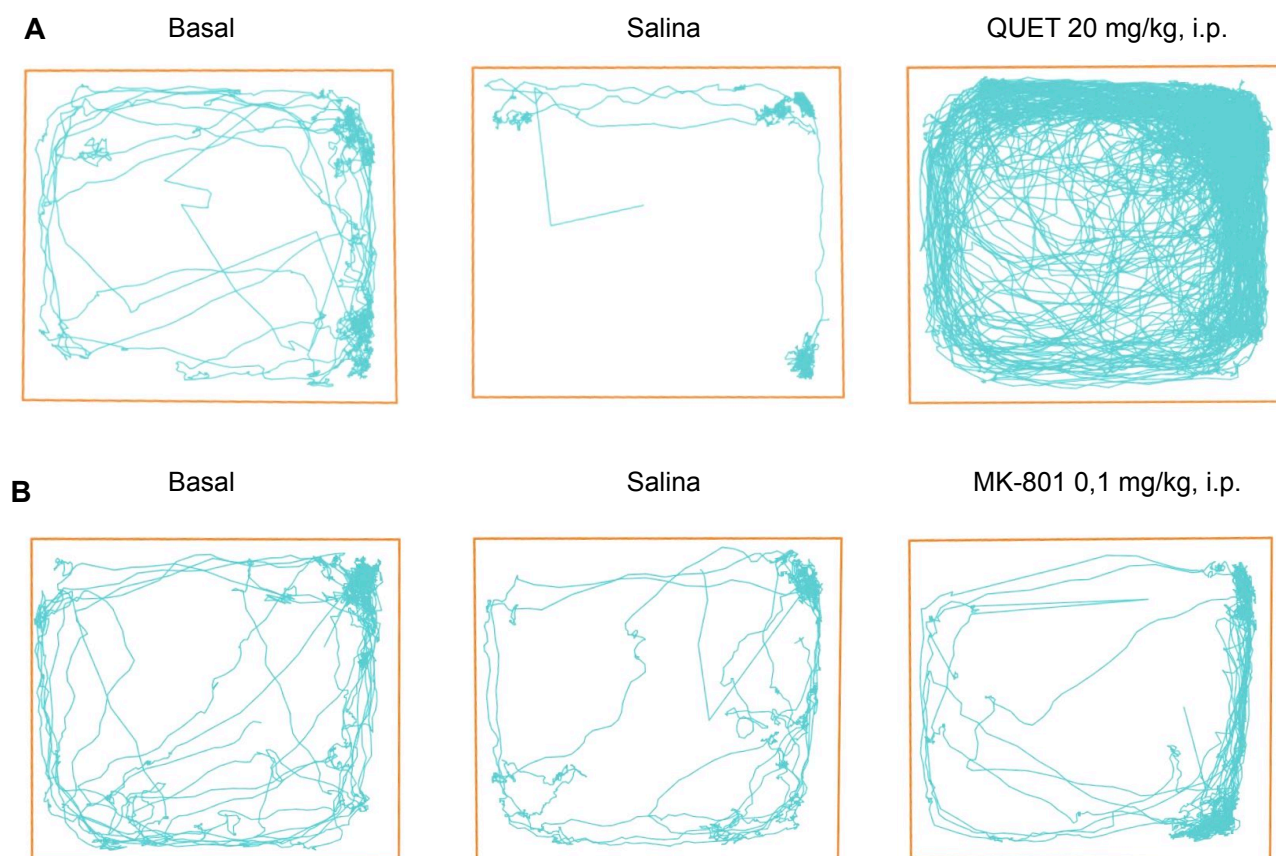 A
Basal
Salina
QUET 20 mg/kg, i.p.
B
Basal
Salina
MK-801 0,1 mg/kg, i.p.